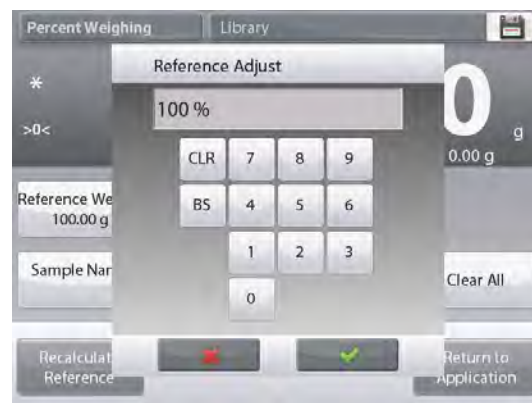 Percent Weighing
Library
Reference Adjust
*
100 %
0
>0<
g
0.00 g
CLR 7 8 9
Reference We
100.00 g
BS 4 5 6
1 2 3
Sample Nar
Clear All
0
Recalculat
Reference
Return to
Application